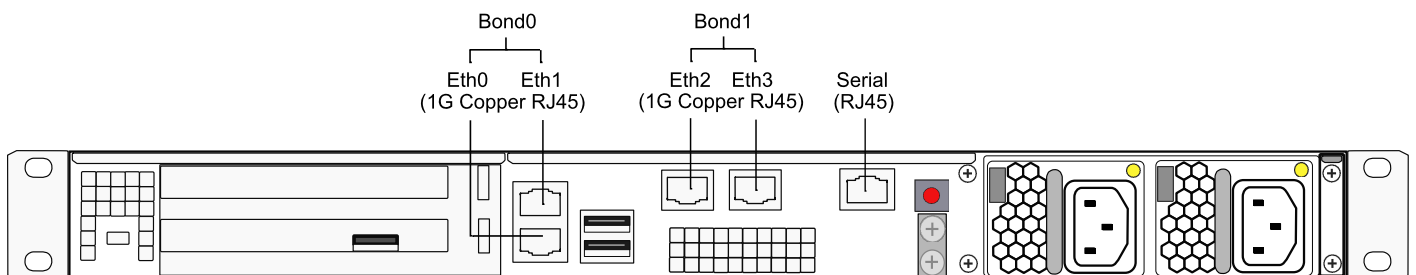 Bond0
Bond1
Eth0 Eth1
(1G Copper RJ45)
Eth2 Eth3
(1G Copper RJ45)
Serial
(RJ45)